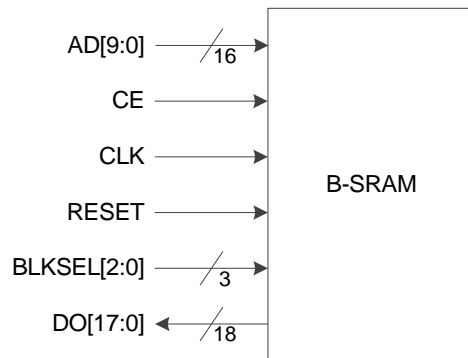 AD[9:0]
16
CE
CLK
B-SRAM
RESET
BLKSEL[2:0]
3
DO[17:0]
18